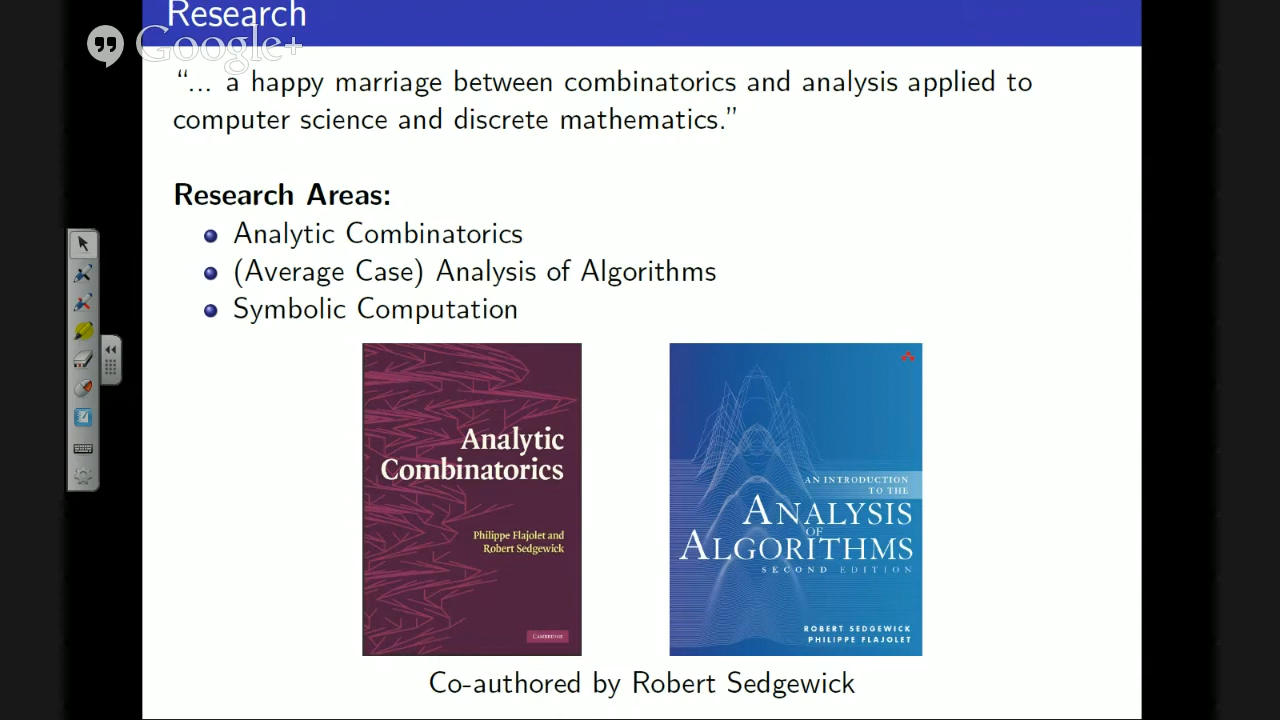 Research
Google+
“... a happy marriage between combinatorics and analysis applied to
computer science and discrete mathematics.”
Research Areas:
Analytic Combinatorics
(Average Case) Analysis of Algorithms
Symbolic Computation
Analytic
Combinatorics
Philippe Flajolet and
Robert Sedgewick
CAMBRIDGE
AN INTRODUCTION
TO THE
ANALYSIS
OF
ALGORITHMS
SECOND EDITION
ROBERT SEDGEWICK
PHILIPPE FLAJOLET
Co-authored by Robert Sedgewick